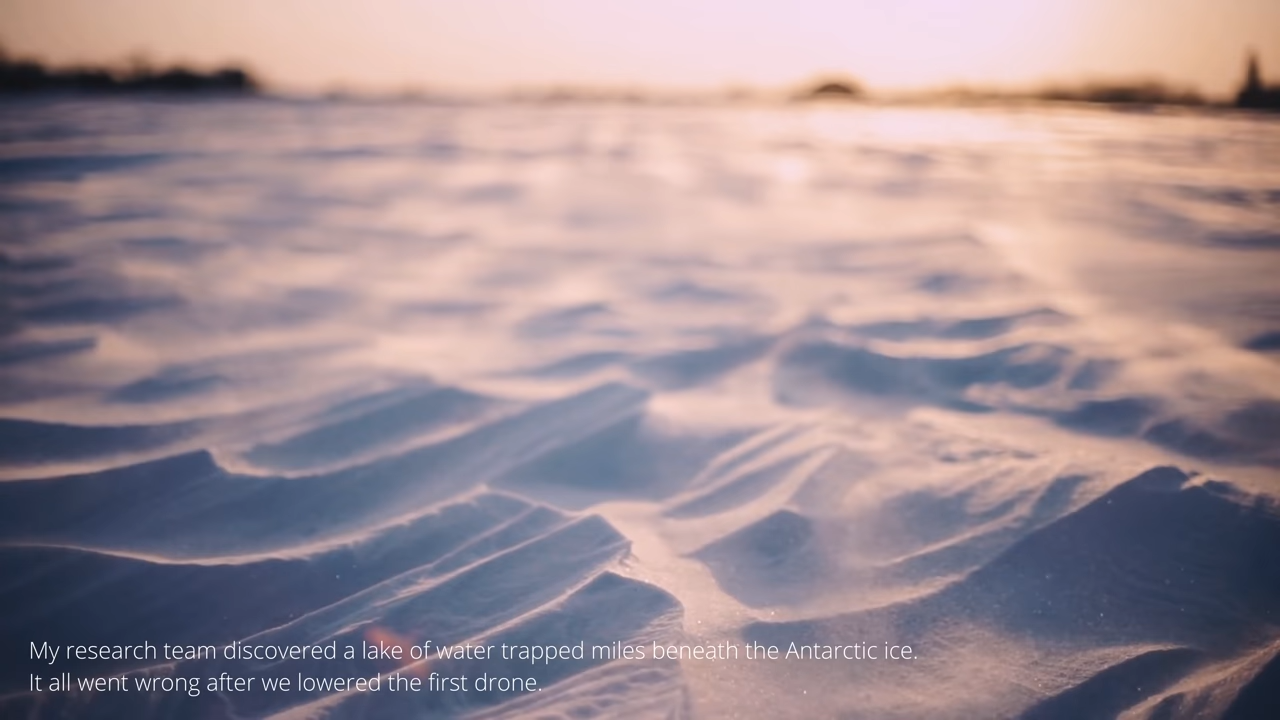 My research team discovered a lake of water trapped miles beneath the Antarctic ice.
It all went wrong after we lowered the first drone.